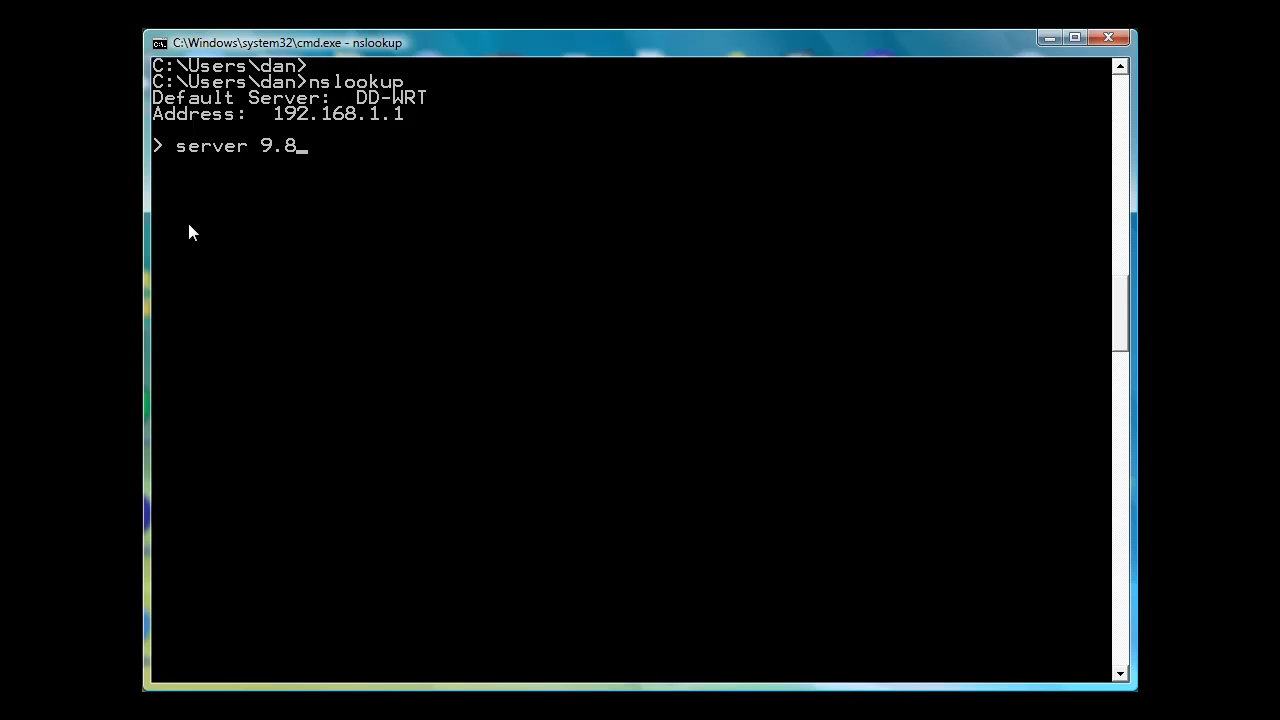 C:\Windows\system32\cmd.exe - nslookup
C:\Users\dan>
C:\Users\dan>nslookup
Default Server:  DD-WRT
Address:  192.168.1.1
> server 9.8_